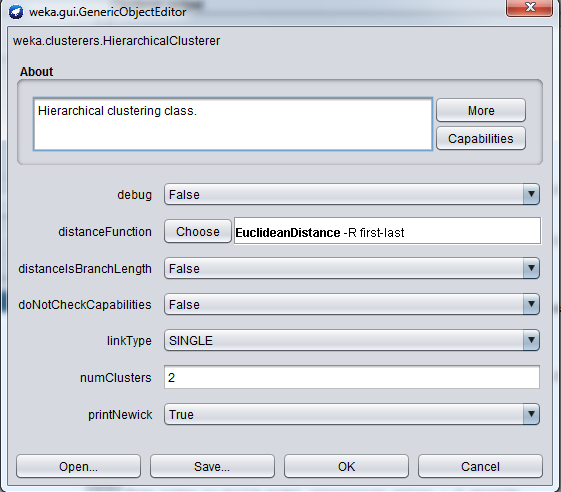 weka.gui.GenericObjectEditor
weka.clusterers.HierarchicalClusterer
About
Hierarchical clustering class.
More
Capabilities
debug False
distanceFunction Choose EuclideanDistance -R first-last
distanceIsBranchLength False
doNotCheckCapabilities False
linkType SINGLE
numClusters 2
printNewick True
Open... Save... OK Cancel